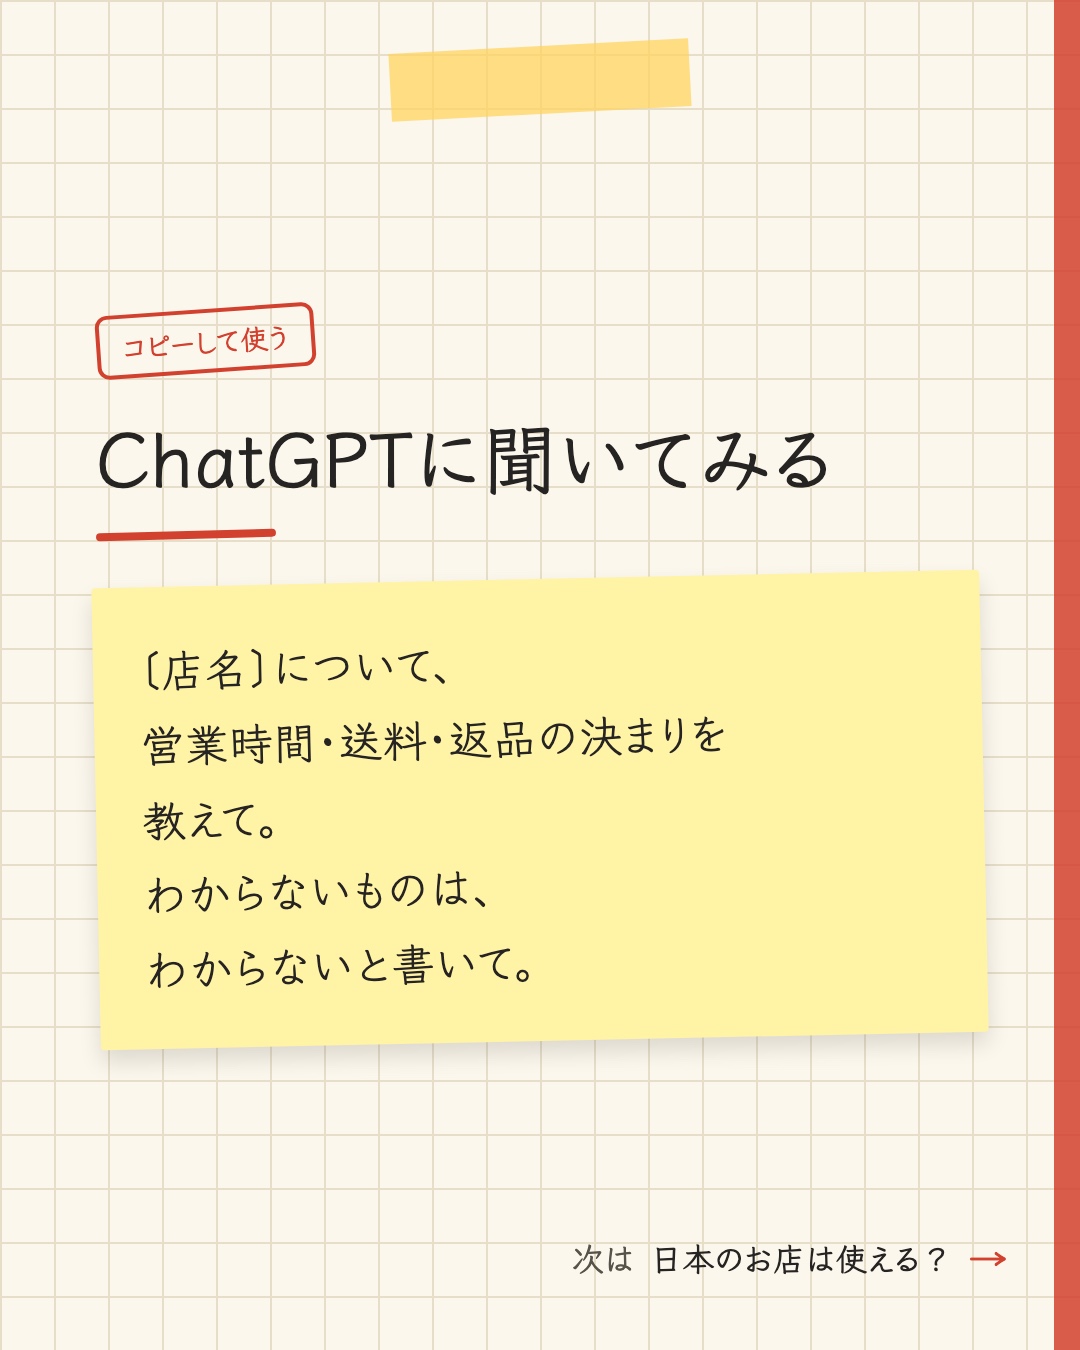 コピーして使う
ChatGPTに聞いてみる
〔店名〕について、
営業時間・送料・返品の決まりを
教えて。
わからないものは、
わからないと書いて。
次は 日本のお店は使える？ →